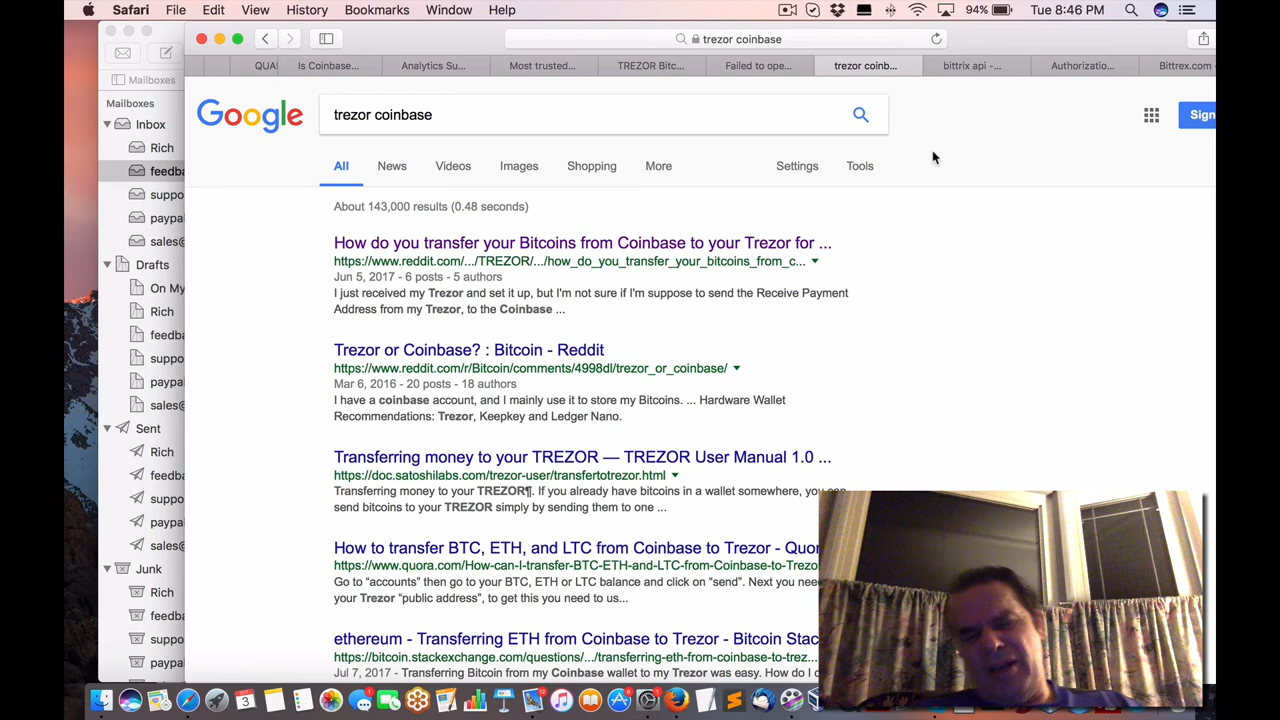 Safari File Edit View History Bookmarks Window Help 94% Tue 8:46 PM
trezor coinbase
Is Coinbase... Analytics Su... Most trusted... TREZOR Bitc... Failed to ope... trezor coinb... bittrix api -... Authorizatio... Bittrex.com
Mailboxes
Mailboxes
Inbox
Rich
feedba
suppo
paypa
sales@
Drafts
On My
Rich
feedb
suppo
paypa
sales@
Sent
Rich
feedb
suppo
paypa
sales@
Junk
Rich
feedb
suppo
paypa
Google
trezor coinbase
Sign
All News Videos Images Shopping More Settings Tools
About 143,000 results (0.48 seconds)
How do you transfer your Bitcoins from Coinbase to your Trezor for ...
https://www.reddit.com/.../TREZOR/.../how_do_you_transfer_your_bitcoins_from_c...
Jun 5, 2017 - 6 posts - 5 authors
I just received my Trezor and set it up, but I'm not sure if I'm suppose to send the Receive Payment
Address from my Trezor, to the Coinbase ...
Trezor or Coinbase? : Bitcoin - Reddit
https://www.reddit.com/r/Bitcoin/comments/4998dl/trezor_or_coinbase/
Mar 6, 2016 - 20 posts - 18 authors
I have a coinbase account, and I mainly use it to store my Bitcoins. ... Hardware Wallet
Recommendations: Trezor, Keepkey and Ledger Nano.
Transferring money to your TREZOR — TREZOR User Manual 1.0 ...
https://doc.satoshilabs.com/trezor-user/transfertotrezor.html
Transferring money to your TREZOR¶. If you already have bitcoins in a wallet somewhere, you can
send bitcoins to your TREZOR simply by sending them to one ...
How to transfer BTC, ETH, and LTC from Coinbase to Trezor - Quo
https://www.quora.com/How-can-I-transfer-BTC-ETH-and-LTC-from-Coinbase-to-Trezo
Go to “accounts” then go to your BTC, ETH or LTC balance and click on “send”. Next you nee
your Trezor “public address”, to get this you need to us...
ethereum - Transferring ETH from Coinbase to Trezor - Bitcoin Stac
https://bitcoin.stackexchange.com/questions/.../transferring-eth-from-coinbase-to-trez...
Jul 7, 2017 - Transferring Bitcoin from my Coinbase wallet to my Trezor was easy. How do I